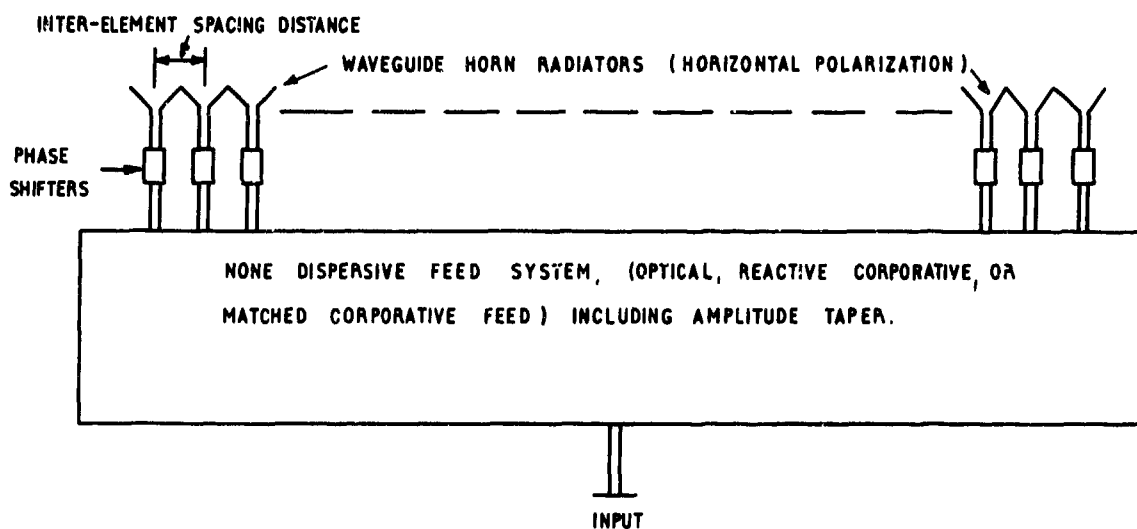 INTER-ELEMENT SPACING DISTANCE
WAVEGUIDE HORN RADIATORS (HORIZONTAL POLARIZATION)
PHASE
SHIFTERS
NONE DISPERSIVE FEED SYSTEM, (OPTICAL, REACTIVE CORPORATIVE, OR
MATCHED CORPORATIVE FEED) INCLUDING AMPLITUDE TAPER.
INPUT